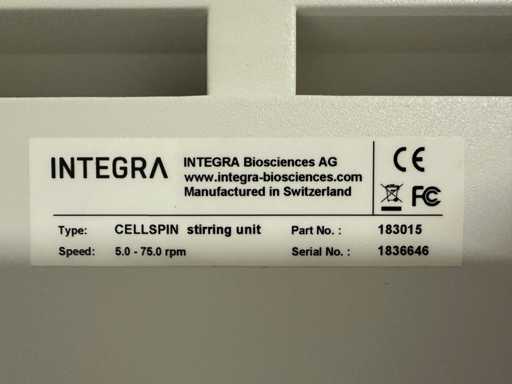 INTEGRA
INTEGRA Biosciences AG
www.integra-biosciences.com
Manufactured in Switzerland
CE
FC
Type: CELLSPIN stirring unit Part No. : 183015
Speed: 5.0 - 75.0 rpm Serial No. : 1836646